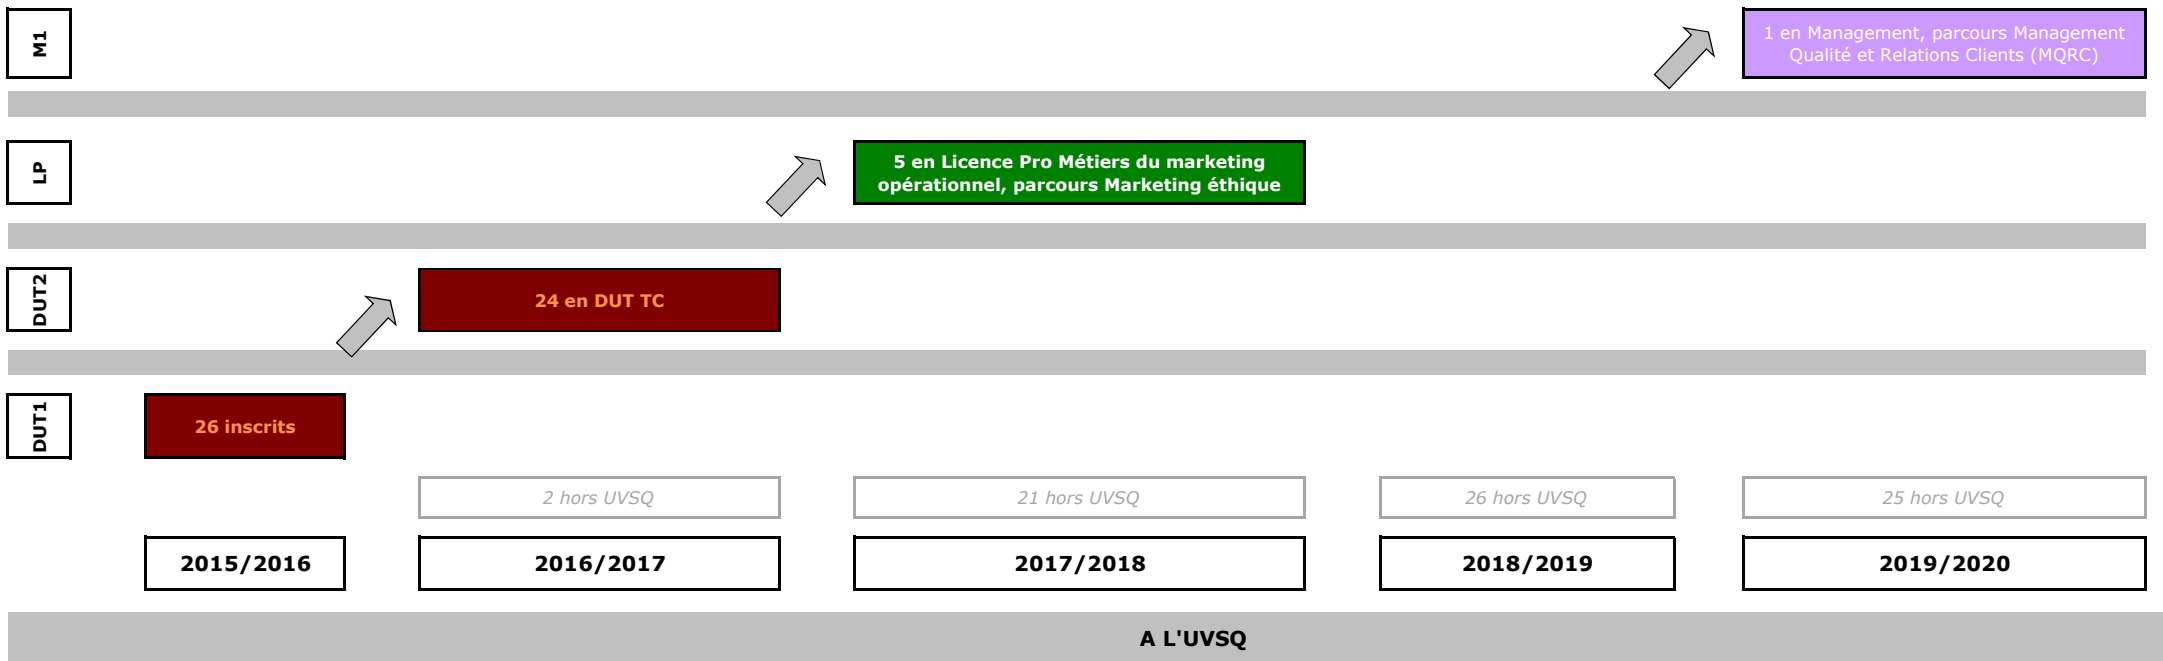 M1
1 en Management, parcours Management
Qualité et Relations Clients (MQRC)
LP
5 en Licence Pro Métiers du marketing
opérationnel, parcours Marketing éthique
DUT2
24 en DUT TC
DUT1
26 inscrits
2 hors UVSQ
21 hors UVSQ
26 hors UVSQ
25 hors UVSQ
2015/2016
2016/2017
2017/2018
2018/2019
2019/2020
A L'UVSQ